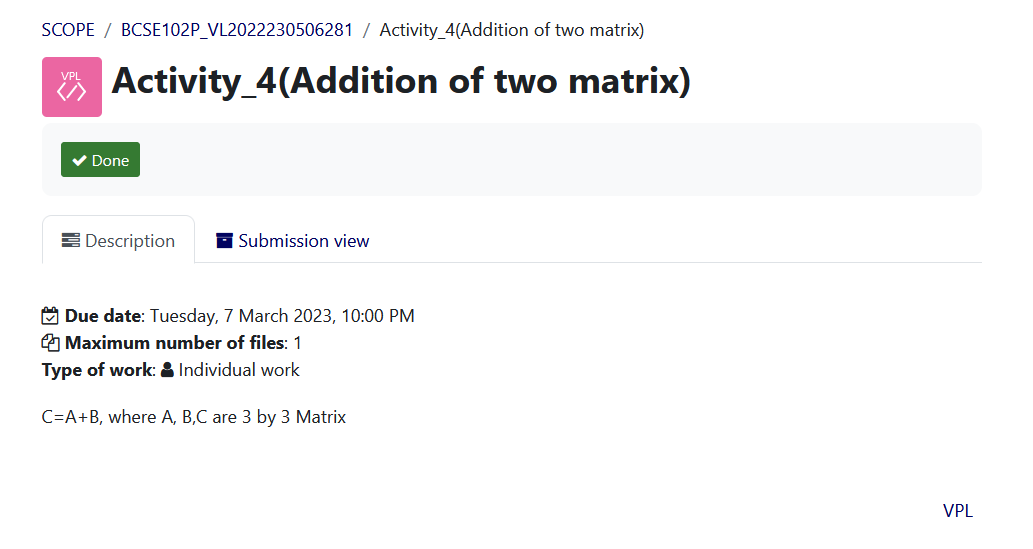 SCOPE / BCSE102P_VL2022230506281 / Activity_4(Addition of two matrix)
VPL
Activity_4(Addition of two matrix)
Done
Description
Submission view
Due date: Tuesday, 7 March 2023, 10:00 PM
Maximum number of files: 1
Type of work: Individual work
C=A+B, where A, B,C are 3 by 3 Matrix
VPL